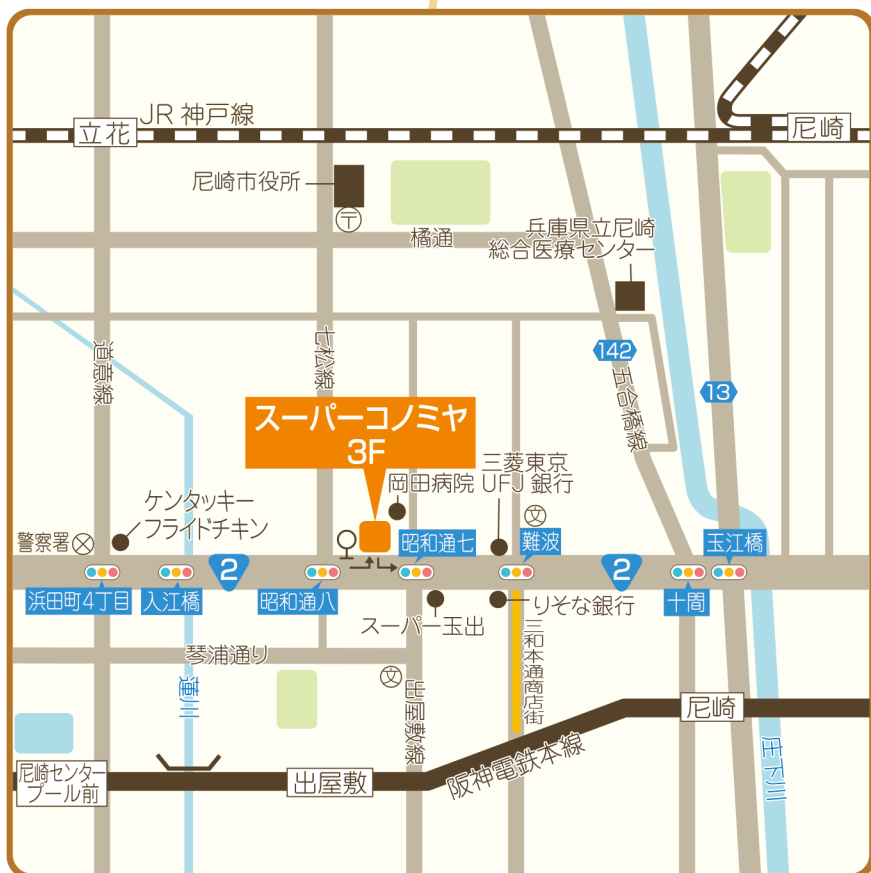 JR 神戸線
立花
尼崎
尼崎市役所
〒
橘通
兵庫県立尼崎
総合医療センター
道意線
七松線
142
五合橋線
13
スーパーコノミヤ
3F
岡田病院
三菱東京
UFJ 銀行
ケンタッキー
フライドチキン
警察署
文
昭和通七
難波
玉江橋
2
2
浜田町4丁目
入江橋
昭和通八
十間
スーパー玉出
りそな銀行
三和本通商店街
琴浦通り
文
蓮川
出屋敷線
尼崎
阪神電鉄本線
庄下川
尼崎センター
プール前
出屋敷